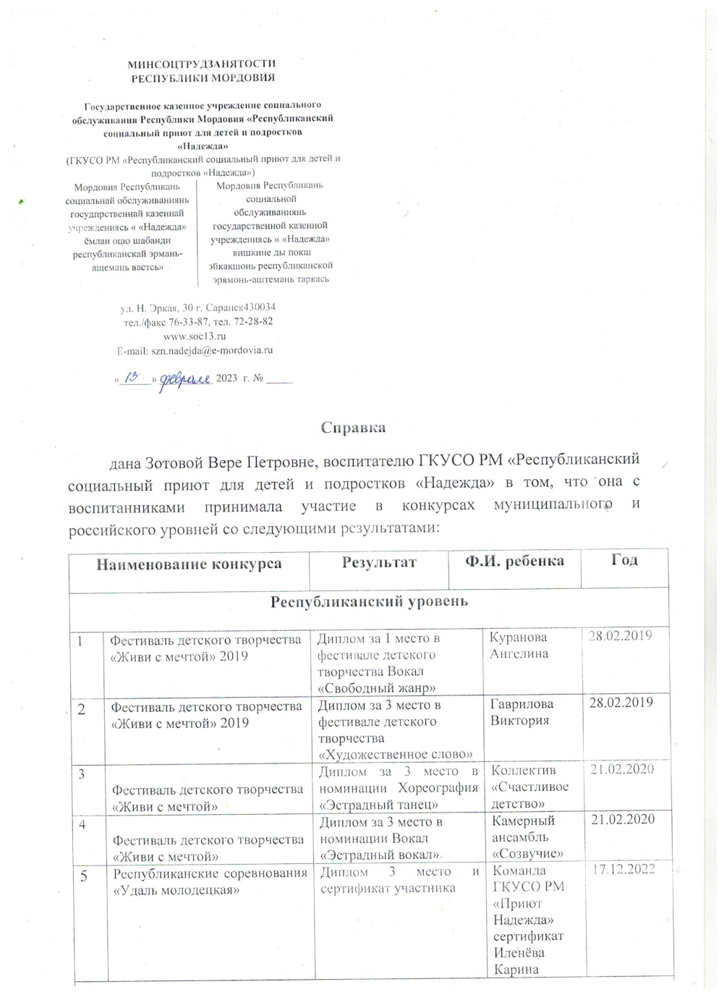 МИНСОЦТРУДЗАНЯТОСТИ
РЕСПУБЛИКИ МОРДОВИЯ
Государственное казенное учреждение социального
обслуживания Республики Мордовия «Республиканский
социальный приют для детей и подростков
«Надежда»
(ГКУСО РМ «Республиканский социальный приют для детей и
подростков «Надежда»)
Мордовия Республикань
социальнай обслуживаниянь
госудпрственнай казеннай
учреждениясь « «Надежда»
ёмлаи оцю шабанди
республиканскай эрмань-
ащемань вастсь»
Мордовия Республикань
социальной
обслуживаниянь
государственной казенной
учреждениясь « «Надежда»
вишкине ды покш
эйкакшонь республиканской
эрямонь-аштемань таркась
ул. Н. Эркая, 30 г. Саранск430034
тел./факс 76-33-87, тел. 72-28-82
www.soc13.ru
E-mail: szn.nadejda@e-mordovia.ru
« 13 » февраля 2023 г. №
Справка
дана Зотовой Вере Петровне, воспитателю ГКУСО РМ «Республиканский
социальный приют для детей и подростков «Надежда» в том, что она с
воспитанниками принимала участие в конкурсах муниципального и
российского уровней со следующими результатами:
Наименование конкурса Результат Ф.И. ребенка Год
Республиканский уровень
1 Фестиваль детского творчества Диплом за 1 место в Куранова 28.02.2019
«Живи с мечтой» 2019 фестивале детского Ангелина
творчества Вокал
«Свободный жанр»
2 Фестиваль детского творчества Диплом за 3 место в Гаврилова 28.02.2019
«Живи с мечтой» 2019 фестивале детского Виктория
творчества
«Художественное слово»
3 Диплом за 3 место в Коллектив 21.02.2020
Фестиваль детского творчества номинации Хореография «Счастливое
«Живи с мечтой» «Эстрадный танец» детство»
4 Диплом за 3 место в Камерный 21.02.2020
Фестиваль детского творчества номинации Вокал ансамбль
«Живи с мечтой» «Эстрадный вокал» «Созвучие»
5 Республиканские соревнования Диплом 3 место и Команда 17.12.2022
«Удаль молодецкая» сертификат участника ГКУСО РМ
«Приют
Надежда»
сертификат
Иленёва
Карина